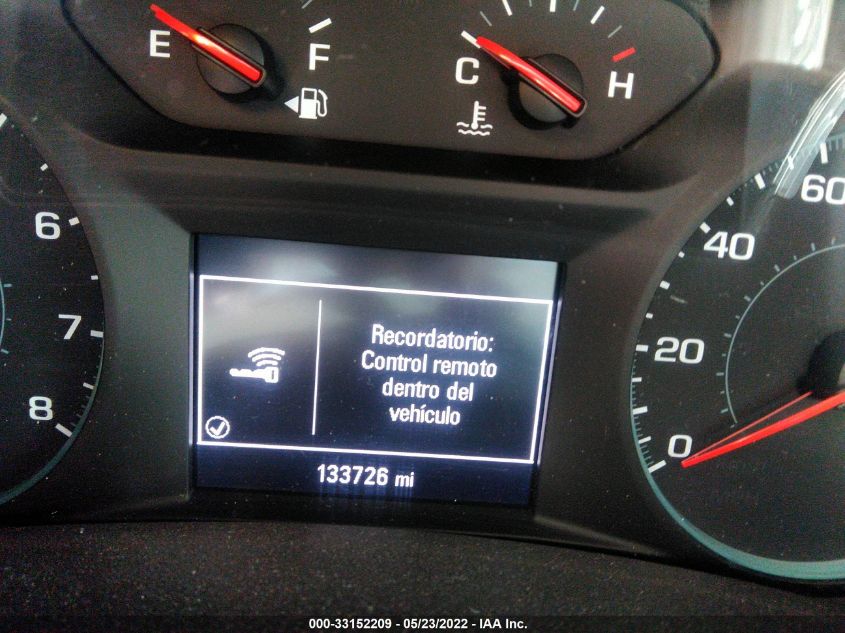 E F
C H
6
7
8
60
40
20
0
Recordatorio:
Control remoto
dentro del
vehículo
133726 mi
000-33152209 - 05/23/2022 - IAA Inc.